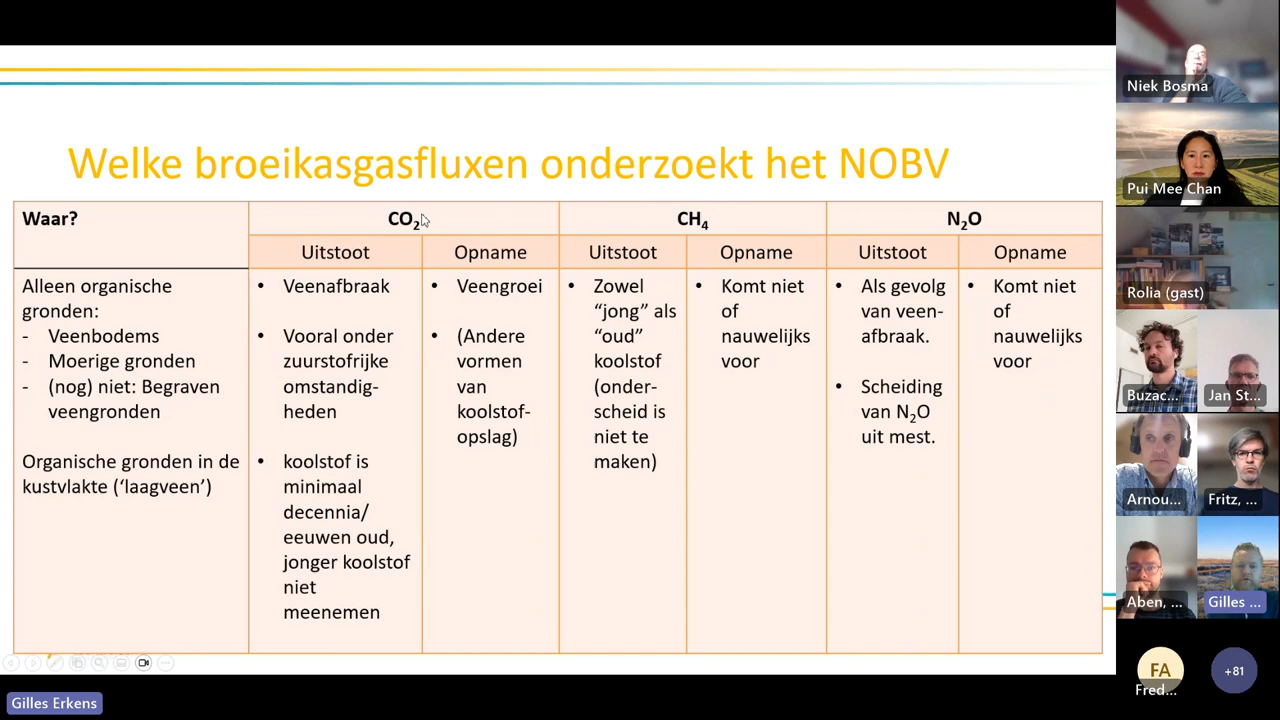 Welke broeikasgasfluxen onderzoekt het NOBV
Waar?
CO2
CH4
N2O
Uitstoot
Opname
Uitstoot
Opname
Uitstoot
Opname
Alleen organische
gronden:
- Veenbodems
- Moerige gronden
- (nog) niet: Begraven
veengronden
Organische gronden in de
kustvlakte (‘laagveen’)
• Veenafbraak
• Vooral onder
zuurstofrijke
omstandig-
heden
• koolstof is
minimaal
decennia/
eeuwen oud,
jonger koolstof
niet
meenemen
• Veengroei
• (Andere
vormen
van
koolstof-
opslag)
• Zowel
“jong” als
“oud”
koolstof
(onder-
scheid is
niet te
maken)
• Komt niet
of
nauwelijks
voor
• Als gevolg
van veen-
afbraak.
• Scheiding
van N2O
uit mest.
• Komt niet
of
nauwelijks
voor
Gilles Erkens
Niek Bosma
Pui Mee Chan
Rolia (gast)
Buzac...
Jan St...
Arnou...
Fritz, ...
Aben, ...
Gilles ...
FA
Fred...
+81